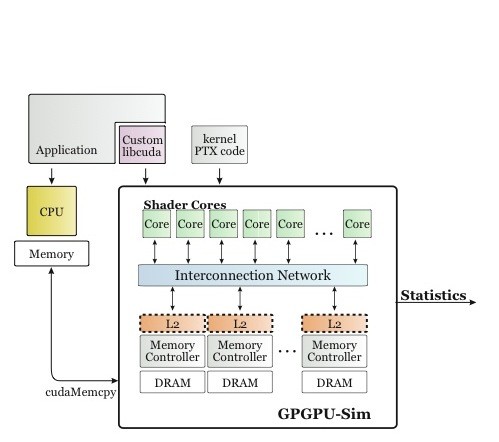 Application
Custom
libcuda
kernel
PTX code
CPU
Memory
Shader Cores
Core Core Core Core Core ... Core
Interconnection Network
Statistics
L2 L2 L2
Memory Controller
Memory Controller
...
Memory Controller
DRAM DRAM DRAM
cudaMemcpy
GPGPU-Sim